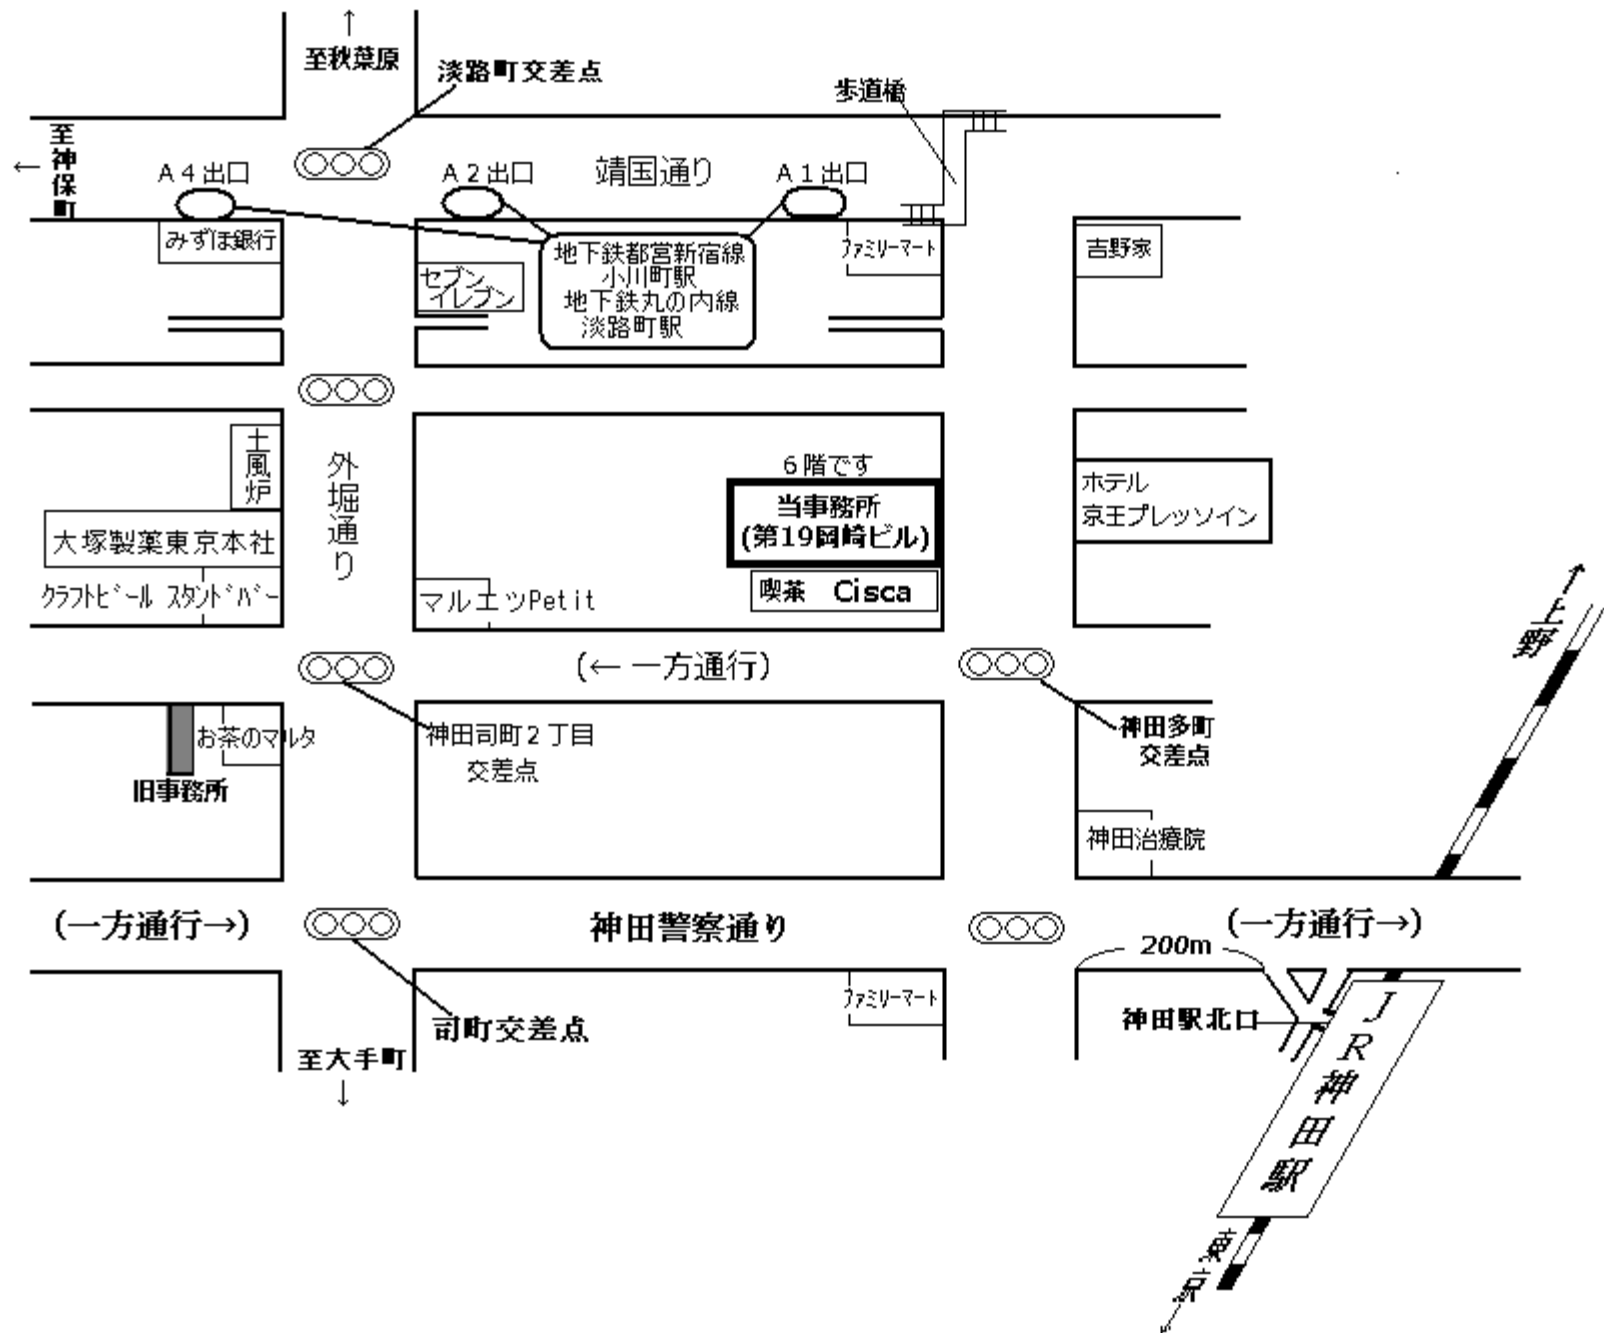 ↑
至秋葉原
淡路町交差点
歩道橋
←
至神保町
A4出口
A2出口
靖国通り
A1出口
みずほ銀行
セブン
イレブン
地下鉄都営新宿線
小川町駅
地下鉄丸の内線
淡路町駅
ファミリーマート
吉野家
土風炉
外堀通り
6階です
当事務所
(第19岡崎ビル)
ホテル
京王プレッソイン
大塚製薬東京本社
クラフトビール スタンドバー
マルエツPetit
喫茶 Cisca
↑上野
(← 一方通行)
お茶のマルタ
旧事務所
神田司町2丁目
交差点
神田多町
交差点
神田治療院
(一方通行→)
神田警察通り
(一方通行→)
200m
ファミリーマート
司町交差点
神田駅北口
JR神田駅
至大手町
↓